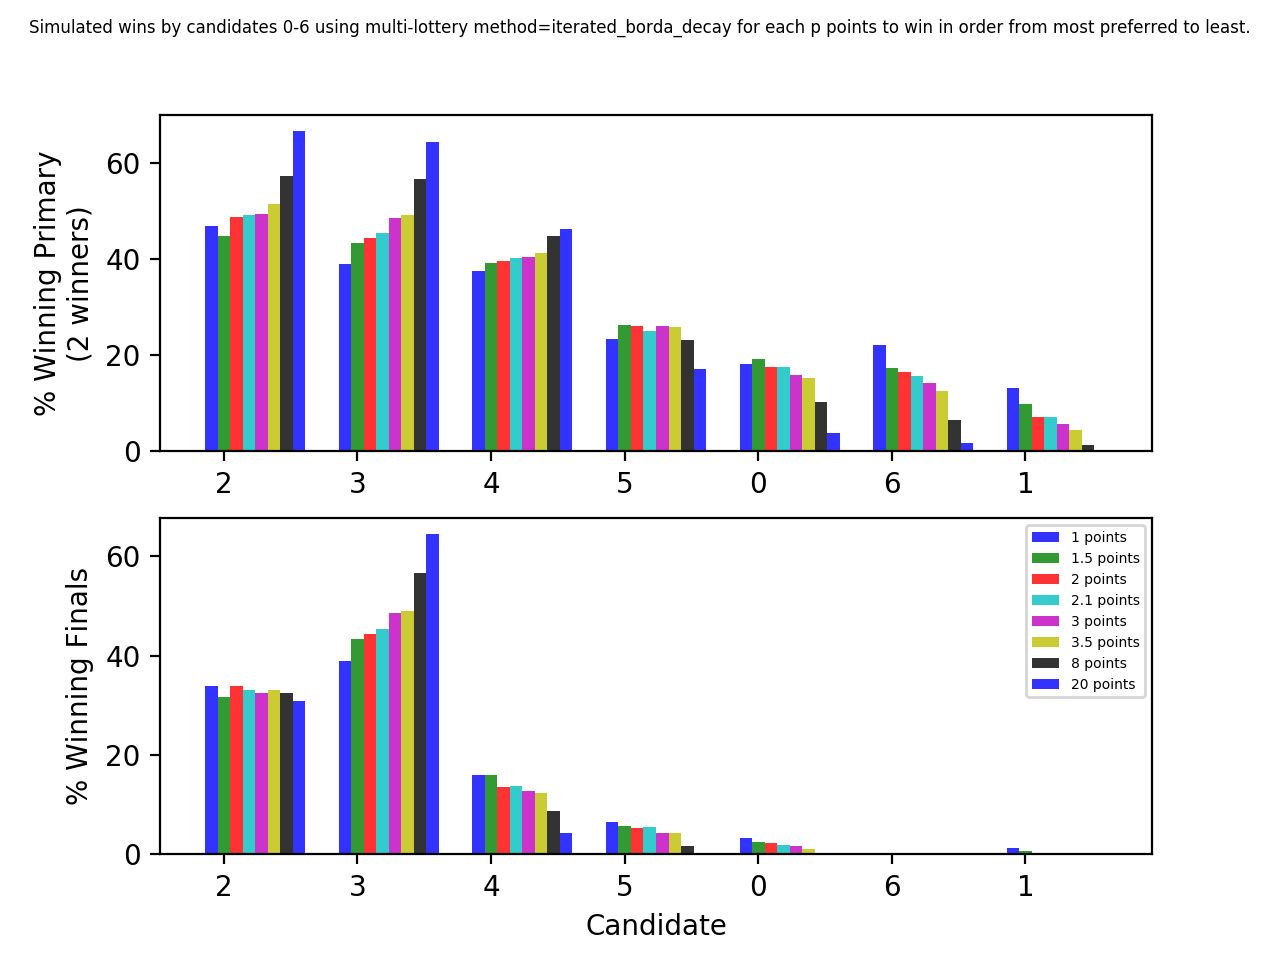 Simulated wins by candidates 0-6 using multi-lottery method=iterated_borda_decay for each p points to win in order from most preferred to least.
% Winning Primary
(2 winners)
60
40
20
0
2 3 4 5 0 6 1
% Winning Finals
60
40
20
0
1 points
1.5 points
2 points
2.1 points
3 points
3.5 points
8 points
20 points
2 3 4 5 0 6 1
Candidate